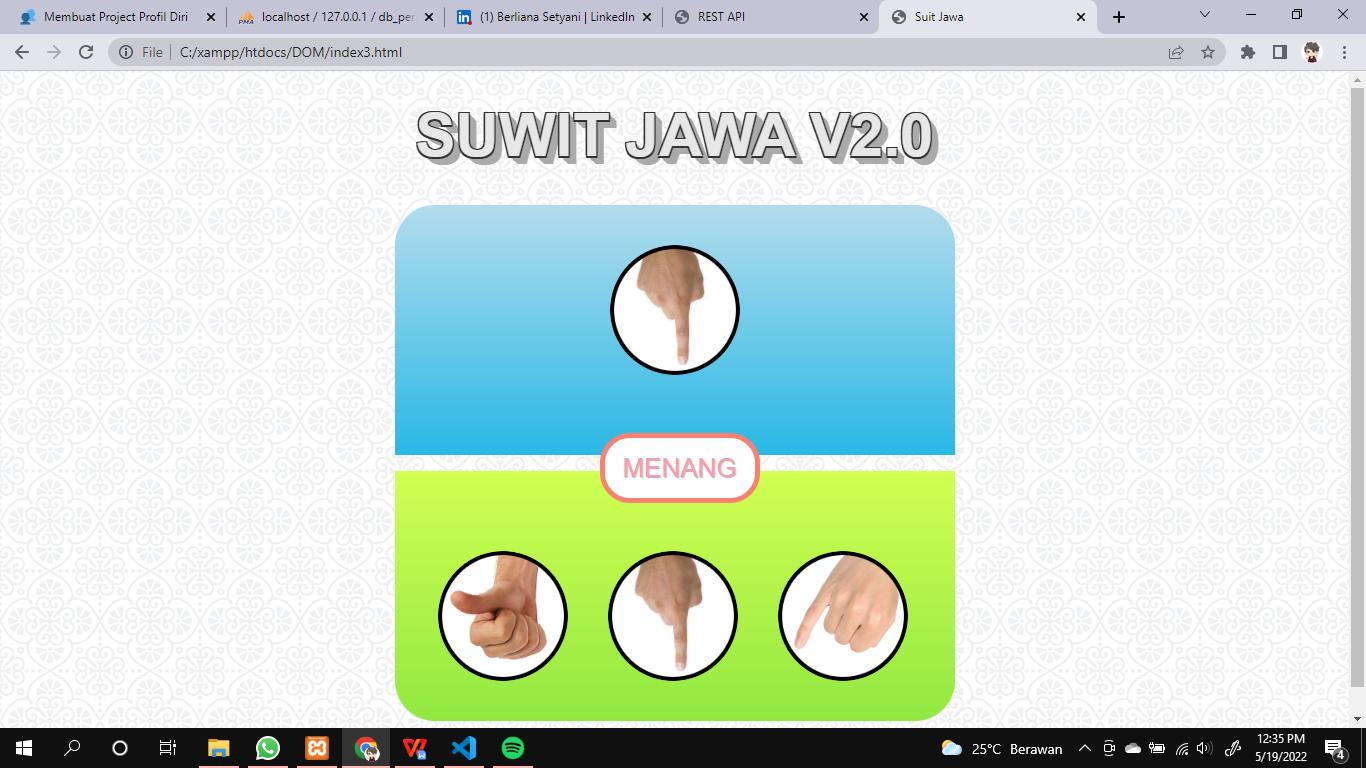 Membuat Project Profil Diri
PMA
localhost / 127.0.0.1 / db_per
in
(1) Berliana Setyani | LinkedIn
REST API
Suit Jawa
File
C:/xampp/htdocs/DOM/index3.html
SUWIT JAWA V2.0
MENANG
25°C Berawan
12:35 PM
5/19/2022
4